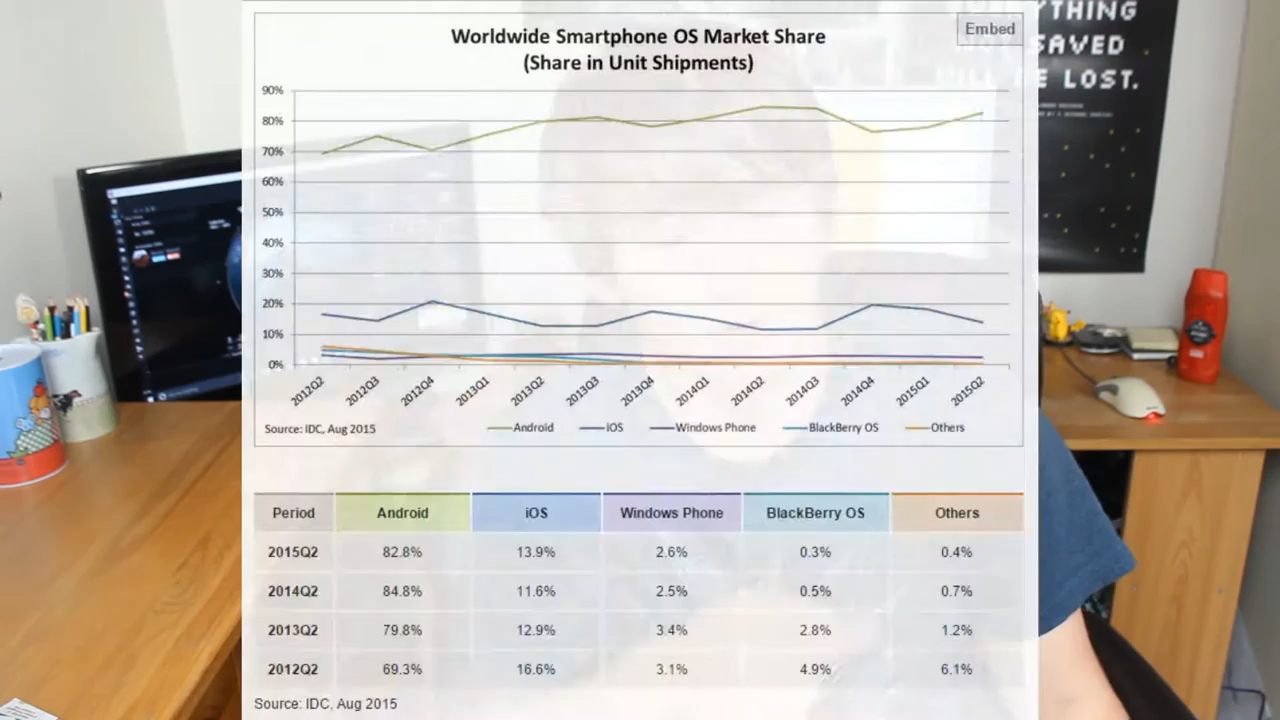 Worldwide Smartphone OS Market Share
(Share in Unit Shipments)
Embed
90%
80%
70%
60%
50%
40%
30%
20%
10%
0%
2012Q2 2012Q3 2012Q4 2013Q1 2013Q2 2013Q3 2013Q4 2014Q1 2014Q2 2014Q3 2014Q4 2015Q1 2015Q2
Source: IDC, Aug 2015 Android iOS Windows Phone BlackBerry OS Others
Period Android iOS Windows Phone BlackBerry OS Others
2015Q2 82.8% 13.9% 2.6% 0.3% 0.4%
2014Q2 84.8% 11.6% 2.5% 0.5% 0.7%
2013Q2 79.8% 12.9% 3.4% 2.8% 1.2%
2012Q2 69.3% 16.6% 3.1% 4.9% 6.1%
Source: IDC, Aug 2015
SAVED
LOST.